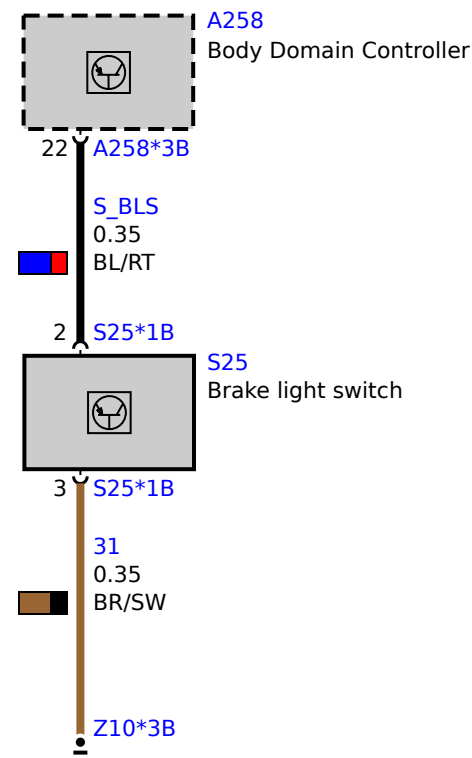 A258
Body Domain Controller
22 A258*3B
S_BLS
0.35
BL/RT
2 S25*1B
S25
Brake light switch
3 S25*1B
31
0.35
BR/SW
Z10*3B